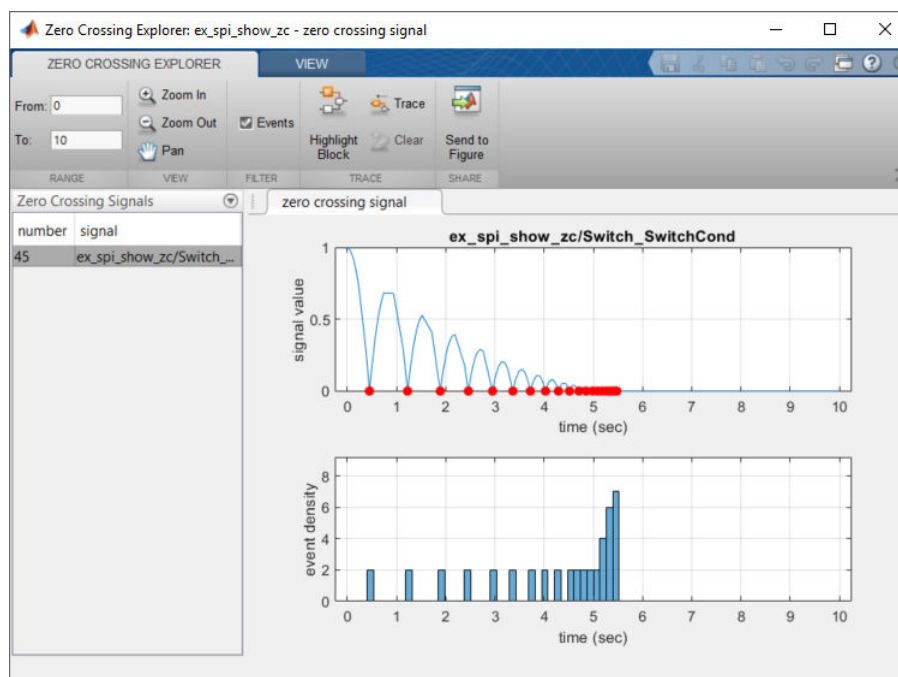 Zero Crossing Explorer: ex_spi_show_zc - zero crossing signal
ZERO CROSSING EXPLORER VIEW
From: 0
To: 10
Zoom In
Zoom Out
Pan
Events
Highlight Block
Trace
Clear
Send to Figure
RANGE VIEW FILTER TRACE SHARE
Zero Crossing Signals
number signal
45 ex_spi_show_zc/Switch_...
zero crossing signal
ex_spi_show_zc/Switch_SwitchCond
signal value
1
0.5
0
0 1 2 3 4 5 6 7 8 9 10
time (sec)
event density
8
6
4
2
0
0 1 2 3 4 5 6 7 8 9 10
time (sec)